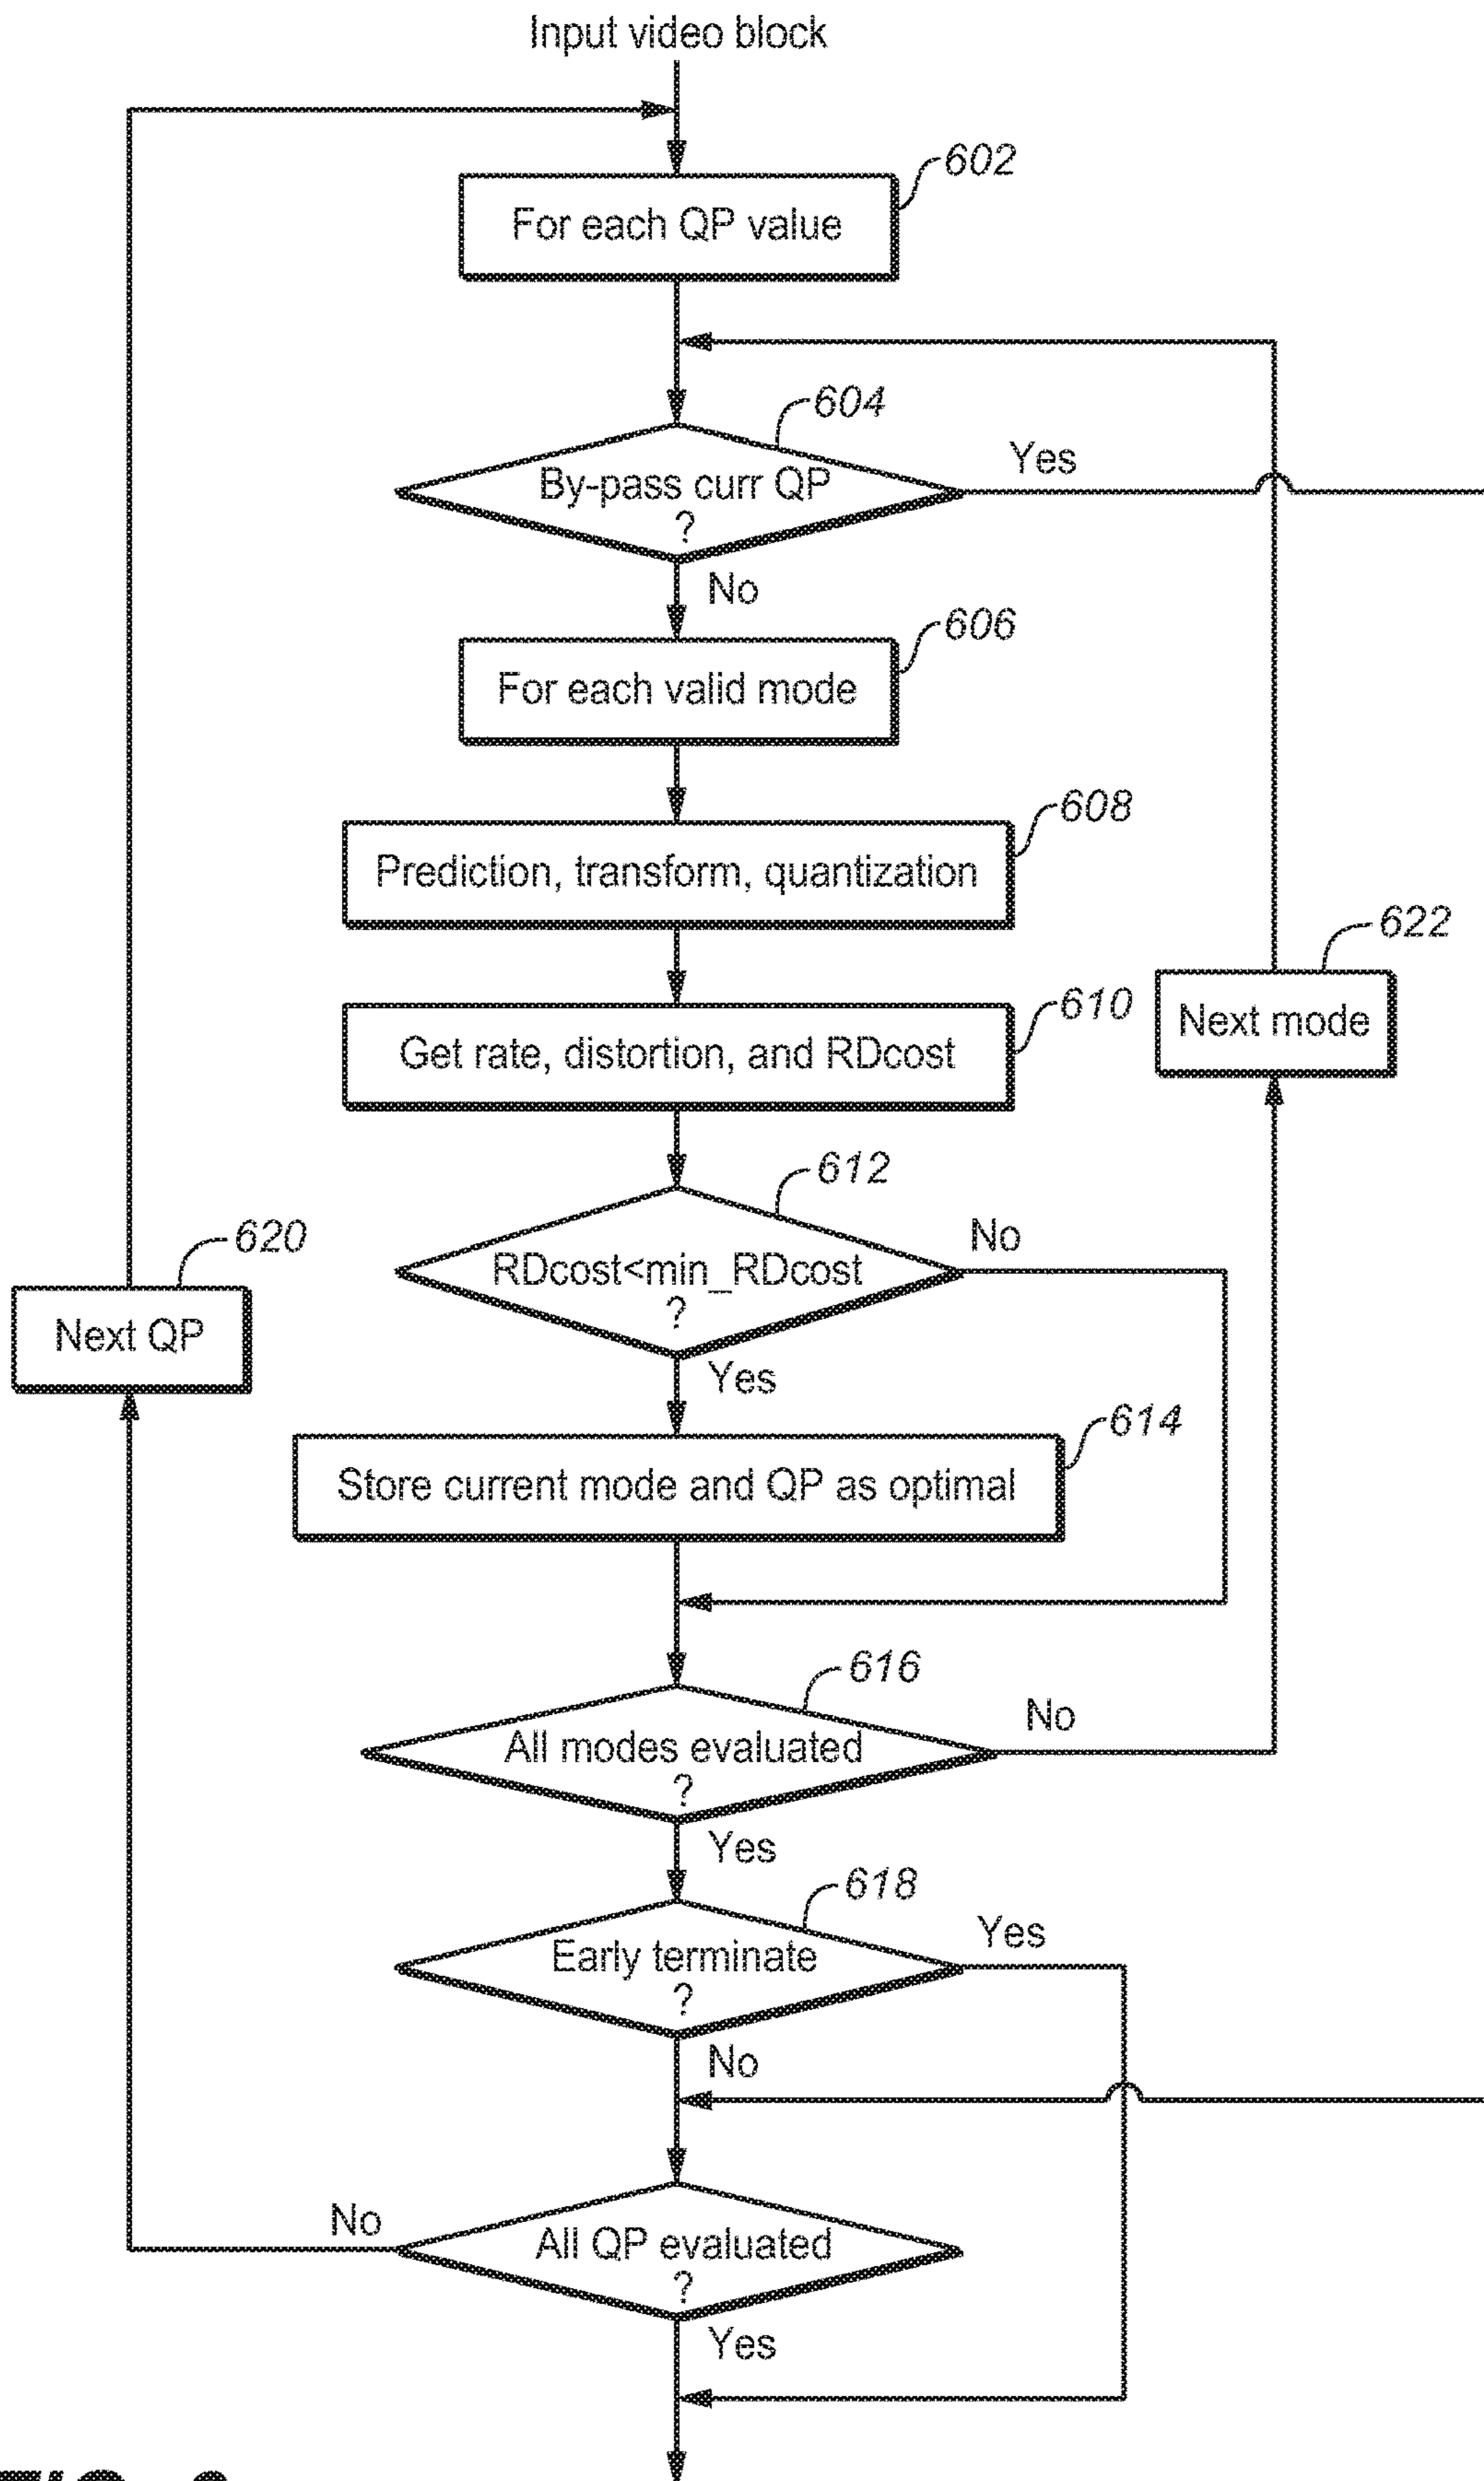 Input video block
602
For each QP value
604
By-pass curr QP
?
Yes
No
606
For each valid mode
608
Prediction, transform, quantization
622
Next mode
610
Get rate, distortion, and RDcost
612
RDcost<min_RDcost
?
No
Yes
620
Next QP
614
Store current mode and QP as optimal
616
All modes evaluated
?
No
Yes
618
Early terminate
?
Yes
No
All QP evaluated
?
No
Yes